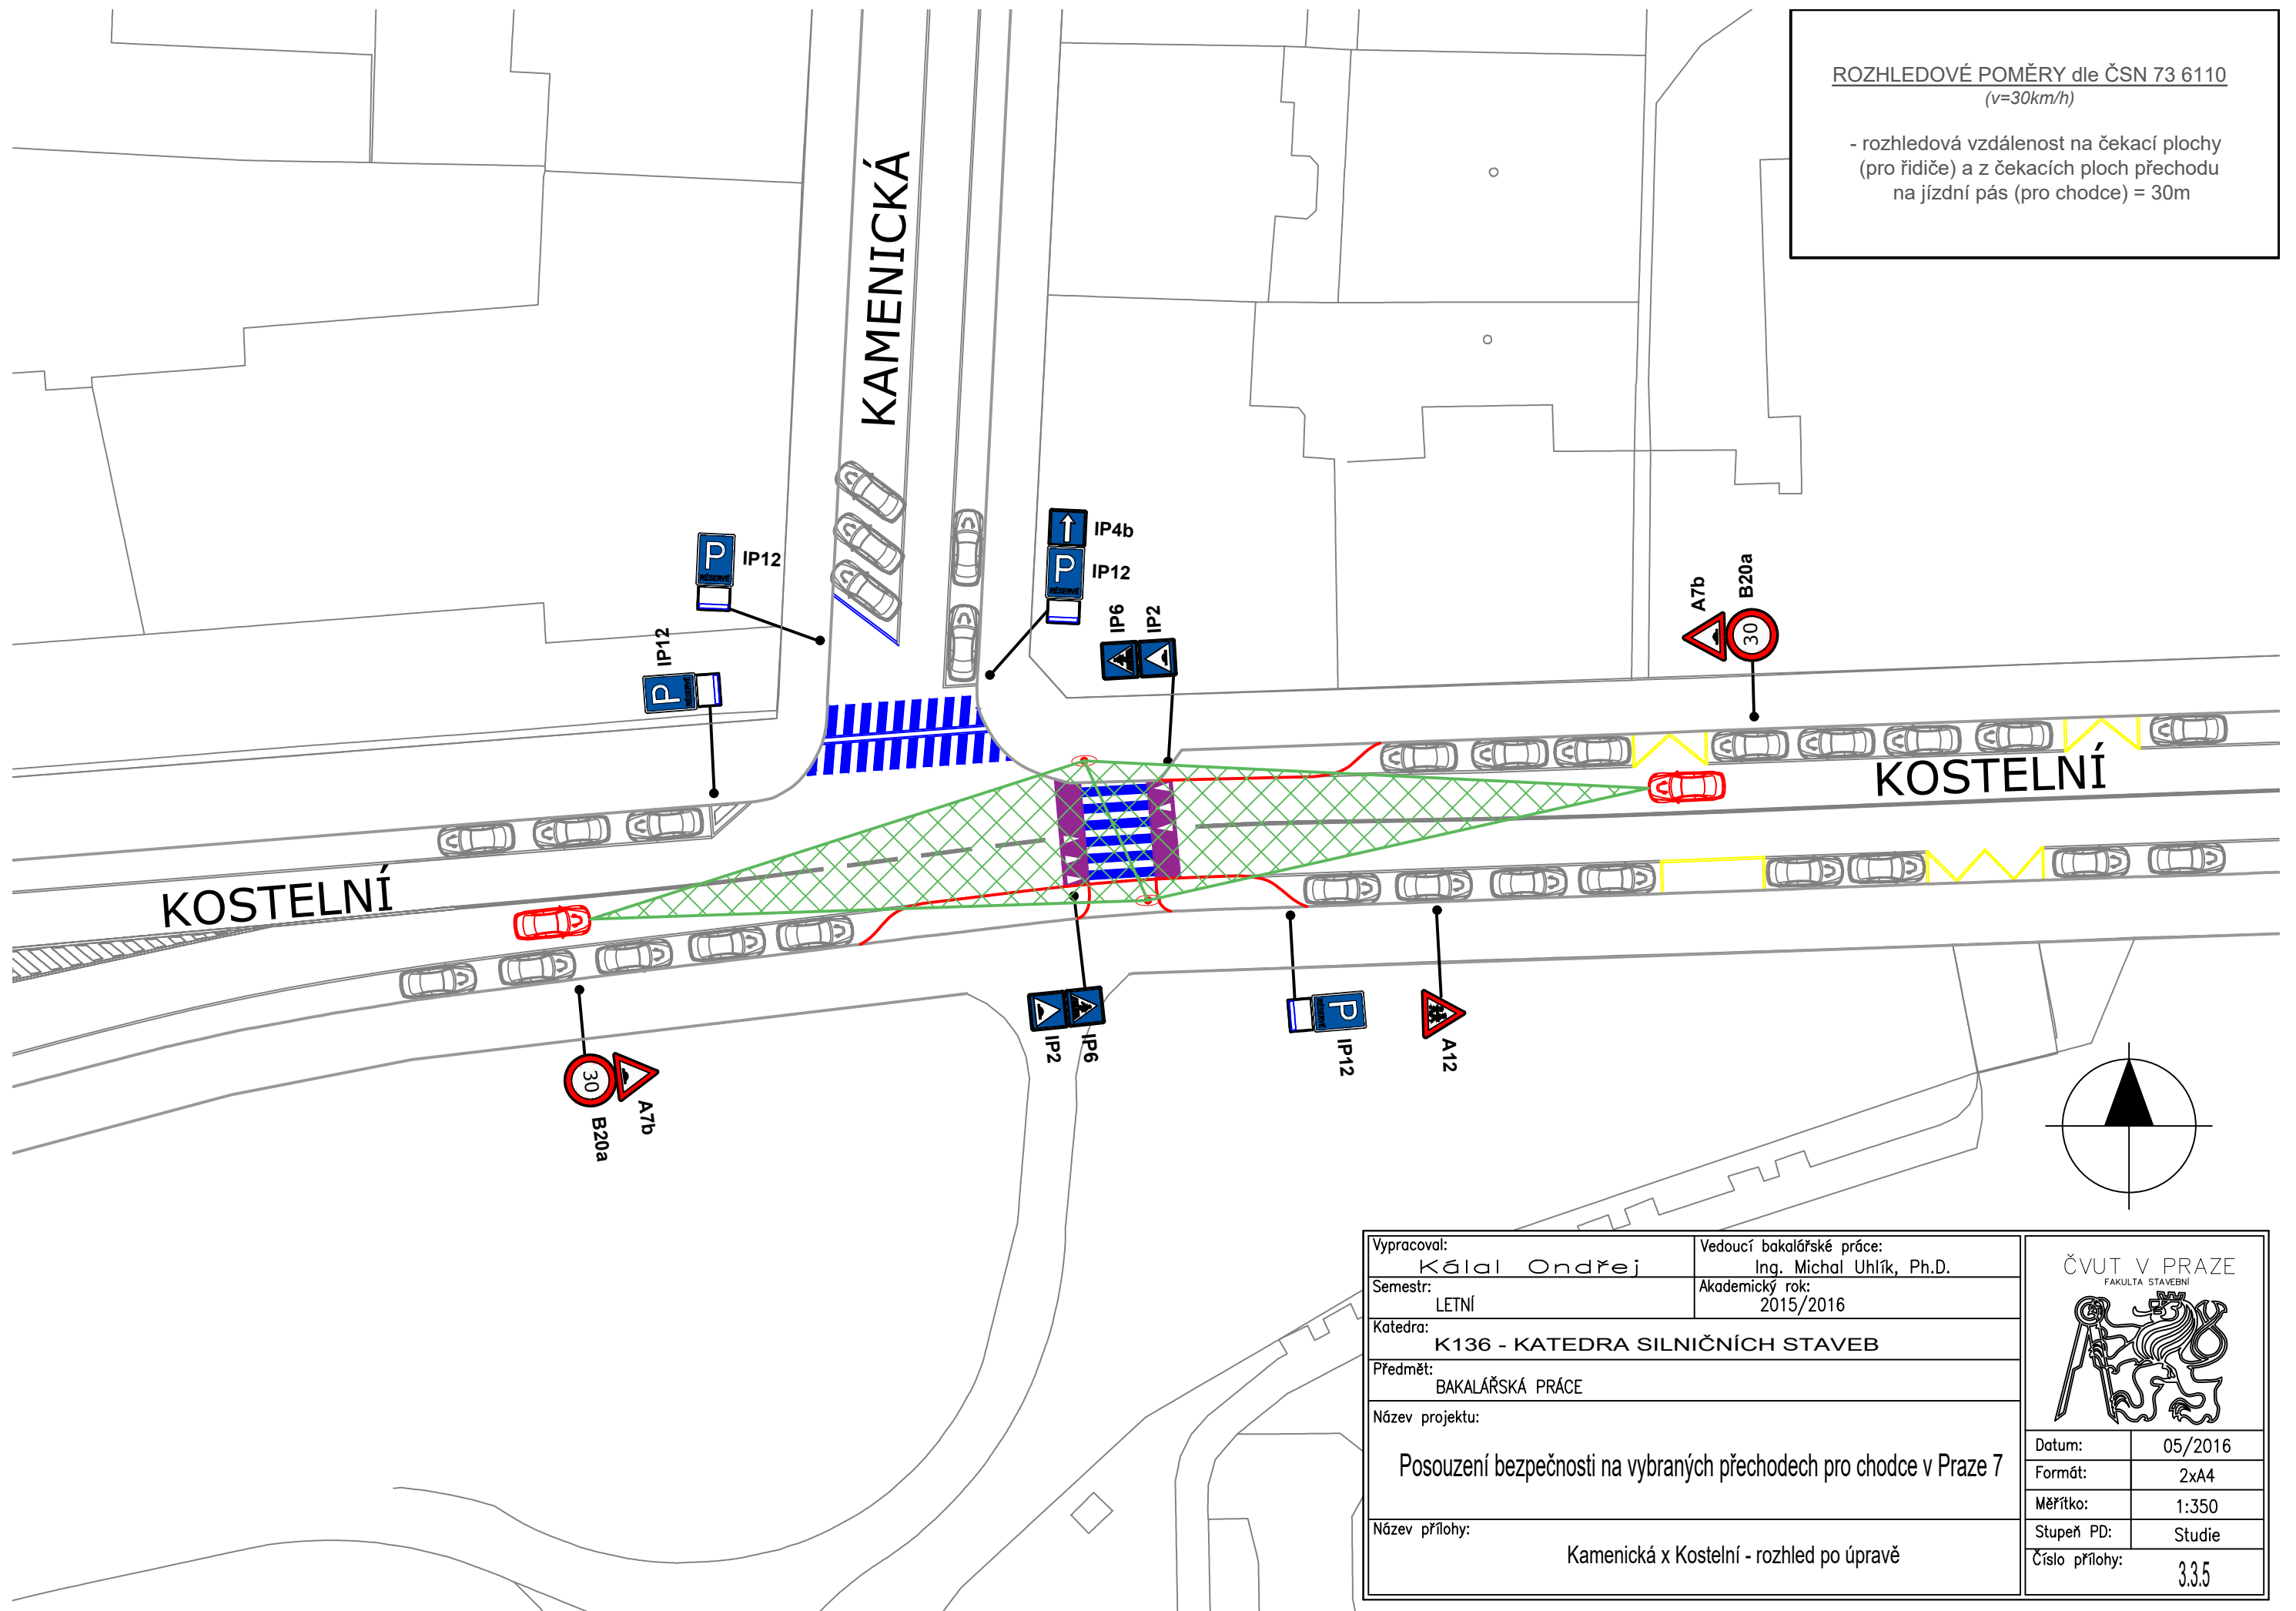 ROZHLEDOVÉ POMĚRY dle ČSN 73 6110
(v=30km/h)
- rozhledová vzdálenost na čekací plochy
(pro řidiče) a z čekacích ploch přechodu
na jízdní pás (pro chodce) = 30m
KAMENICKÁ
IP4b
P
RÉSERVÉ
IP12
P
RÉSERVÉ
IP12
IP12
P
RÉSERVÉ
IP6
IP2
A7b
B20a
30
KOSTELNÍ
KOSTELNÍ
IP2
IP6
P
RÉSERVÉ
IP12
A12
30
B20a
A7b
Vypracoval:
Kálal Ondřej
Vedoucí bakalářské práce:
Ing. Michal Uhlík, Ph.D.
Semestr:
LETNÍ
Akademický rok:
2015/2016
Katedra:
K136 - KATEDRA SILNIČNÍCH STAVEB
Předmět:
BAKALÁŘSKÁ PRÁCE
Název projektu:
Posouzení bezpečnosti na vybraných přechodech pro chodce v Praze 7
Název přílohy:
Kamenická x Kostelní - rozhled po úpravě
ČVUT V PRAZE
FAKULTA STAVEBNÍ
Datum: 05/2016
Formát: 2xA4
Měřítko: 1:350
Stupeň PD: Studie
Číslo přílohy: 3.3.5